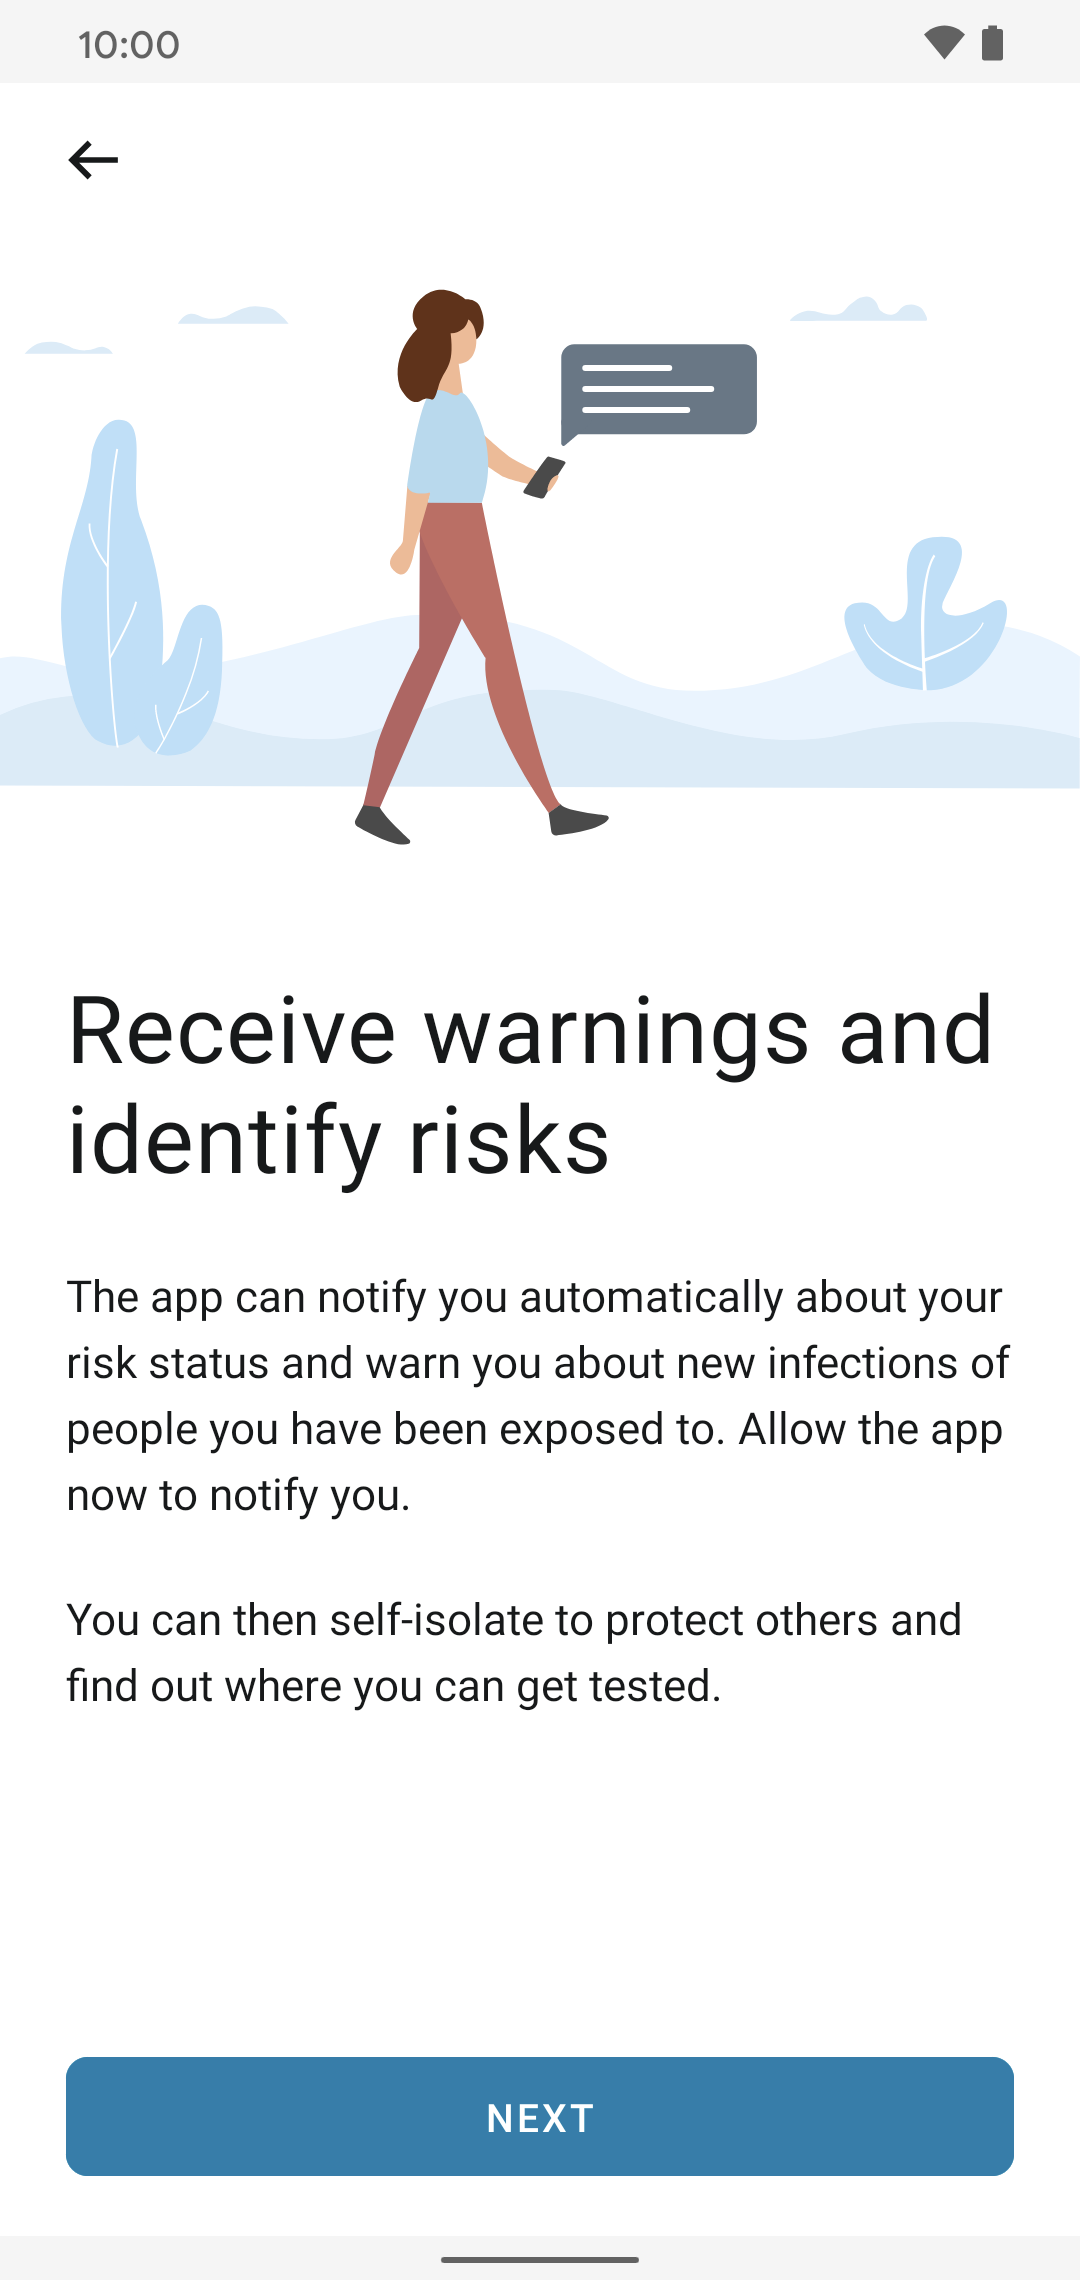 10:00
Receive warnings and
identify risks
The app can notify you automatically about your
risk status and warn you about new infections of
people you have been exposed to. Allow the app
now to notify you.
You can then self-isolate to protect others and
find out where you can get tested.
NEXT